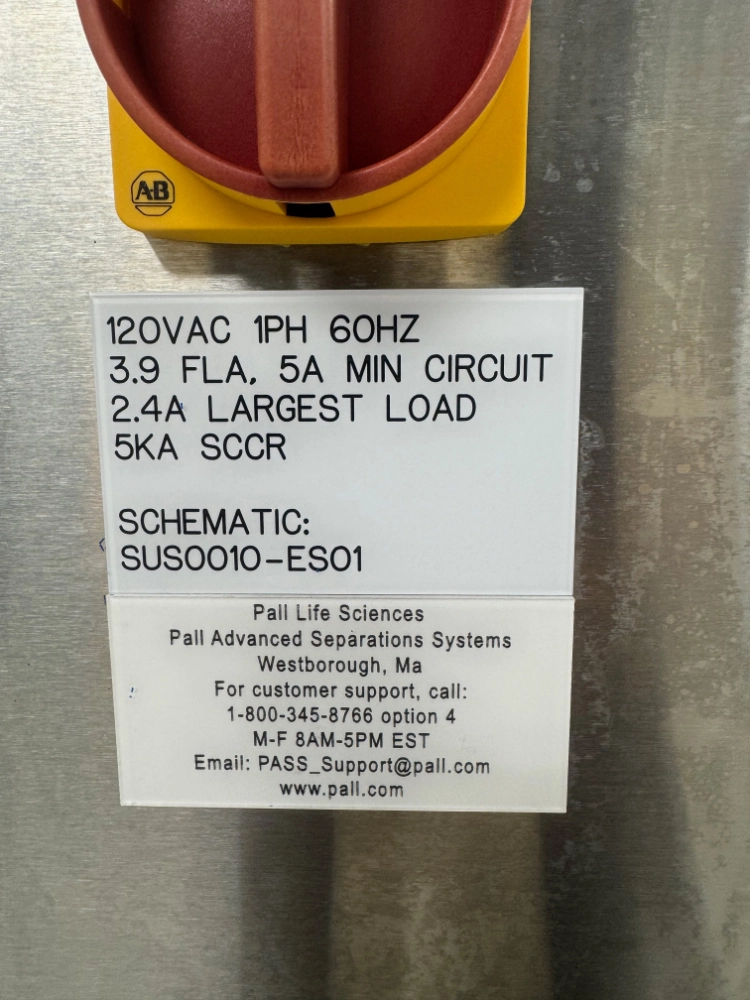 A-B
120VAC 1PH 60HZ
3.9 FLA, 5A MIN CIRCUIT
2.4A LARGEST LOAD
5KA SCCR
SCHEMATIC:
SUS0010-ES01
Pall Life Sciences
Pall Advanced Separations Systems
Westborough, Ma
For customer support, call:
1-800-345-8766 option 4
M-F 8AM-5PM EST
Email: PASS_Support@pall.com
www.pall.com